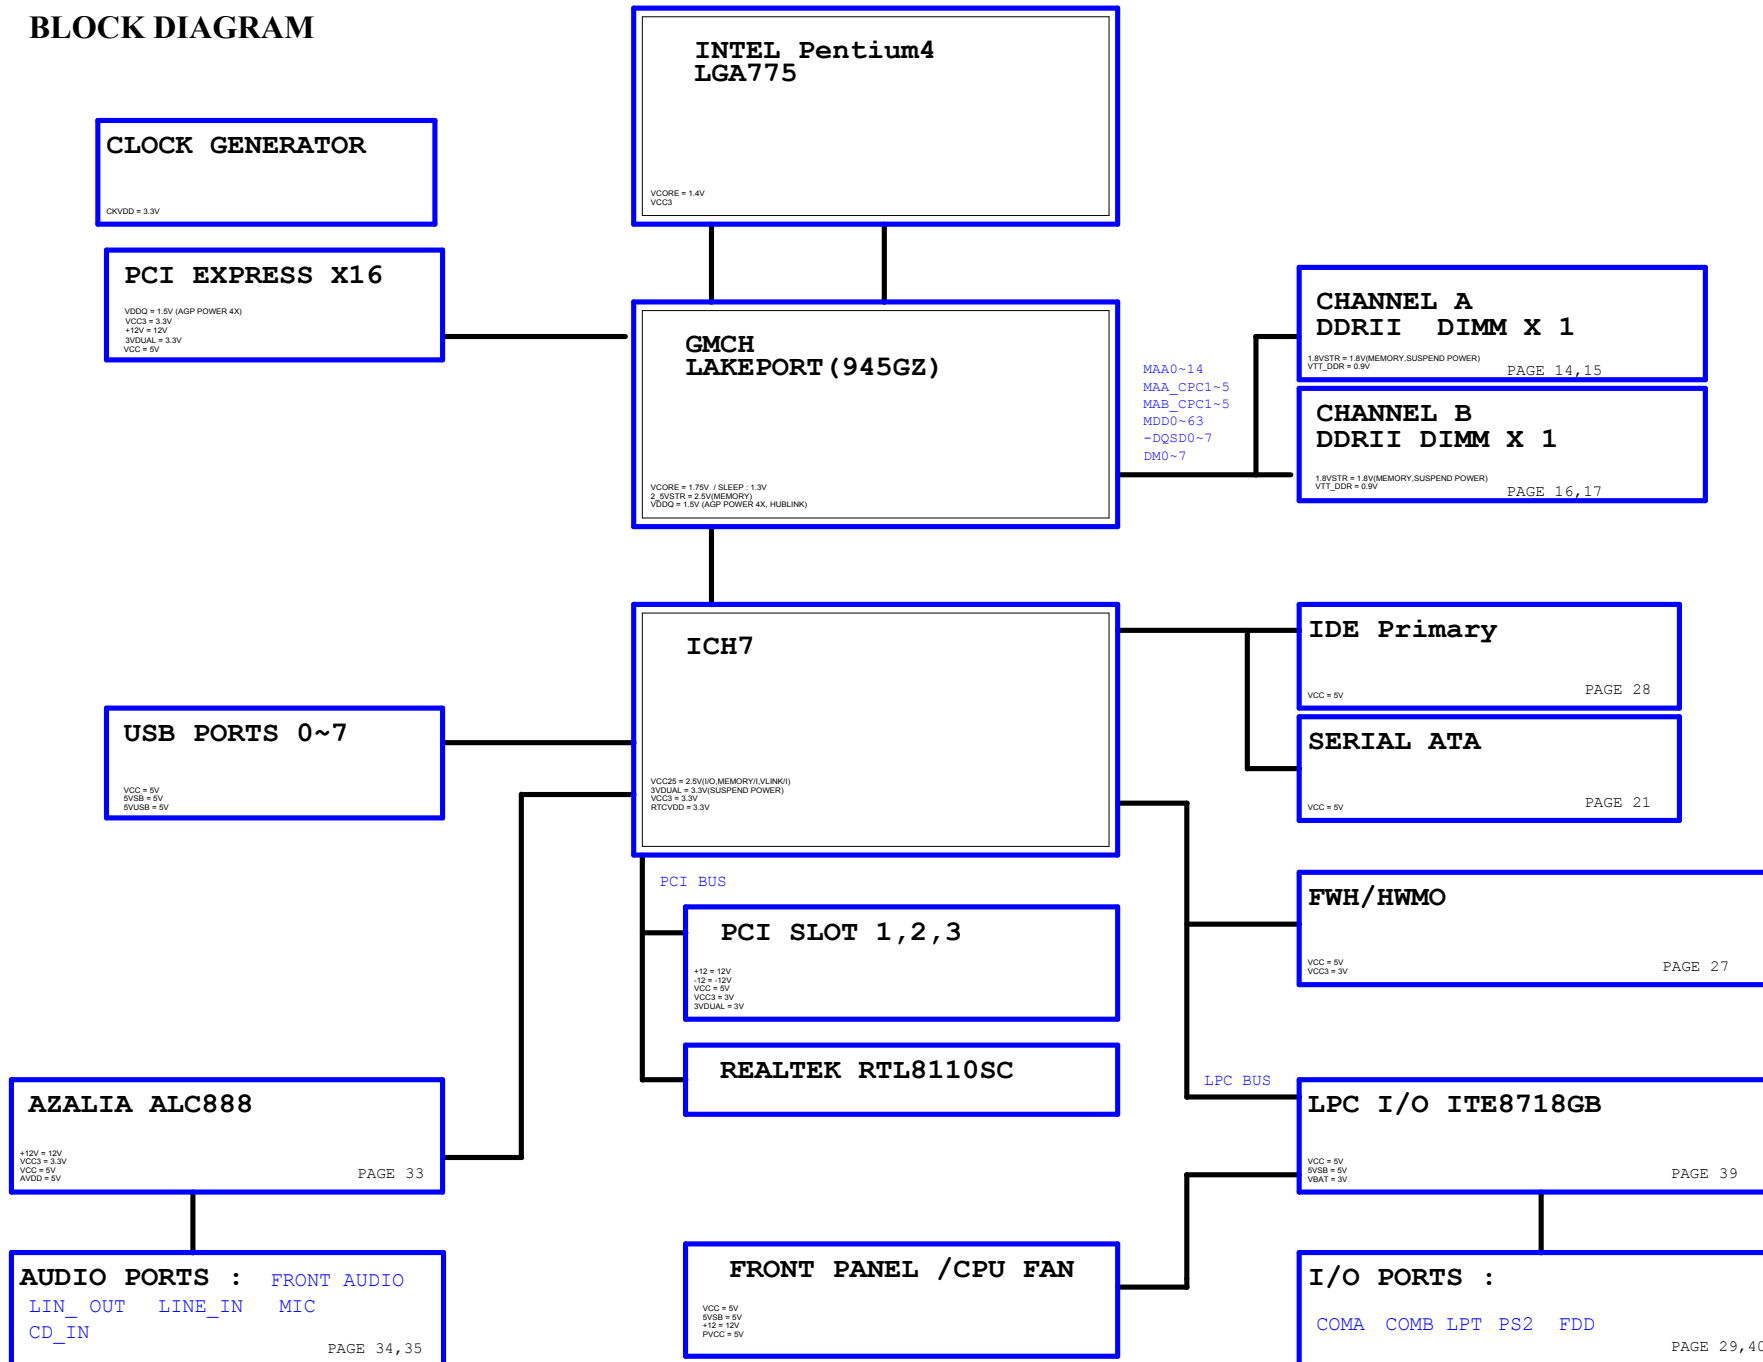 BLOCK DIAGRAM
INTEL Pentium4
LGA775
VCORE = 1.4V
VCC3
CLOCK GENERATOR
CKVDD = 3.3V
PCI EXPRESS X16
VDDQ = 1.5V (AGP POWER 4X)
VCC3 = 3.3V
+12V = 12V
3VDUAL = 3.3V
VCC = 5V
GMCH
LAKEPORT(945GZ)
VCORE = 1.75V / SLEEP : 1.3V
2_5VSTR = 2.5V(MEMORY)
VDDQ = 1.5V (AGP POWER 4X, HUBLINK)
MAA0~14
MAA_CPC1~5
MAB_CPC1~5
MDD0~63
-DQSD0~7
DM0~7
CHANNEL A
DDRII DIMM X 1
1.8VSTR = 1.8V(MEMORY,SUSPEND POWER)
VTT_DDR = 0.9V
PAGE 14,15
CHANNEL B
DDRII DIMM X 1
1.8VSTR = 1.8V(MEMORY,SUSPEND POWER)
VTT_DDR = 0.9V
PAGE 16,17
ICH7
VCC25 = 2.5V(I/O,MEMORY/I,VLINK/I)
3VDUAL = 3.3V(SUSPEND POWER)
VCC3 = 3.3V
RTCVDD = 3.3V
IDE Primary
VCC = 5V
PAGE 28
SERIAL ATA
VCC = 5V
PAGE 21
USB PORTS 0~7
VCC = 5V
5VSB = 5V
5VUSB = 5V
PCI BUS
PCI SLOT 1,2,3
+12 = 12V
-12 = -12V
VCC = 5V
VCC3 = 3V
3VDUAL = 3V
FWH/HWMO
VCC = 5V
VCC3 = 3V
PAGE 27
REALTEK RTL8110SC
LPC BUS
LPC I/O ITE8718GB
VCC = 5V
5VSB = 5V
VBAT = 3V
PAGE 39
AZALIA ALC888
+12V = 12V
VCC3 = 3.3V
VCC = 5V
AVDD = 5V
PAGE 33
AUDIO PORTS : FRONT AUDIO
LIN_ OUT LINE_IN MIC
CD_IN
PAGE 34,35
FRONT PANEL /CPU FAN
VCC = 5V
5VSB = 5V
+12 = 12V
PVCC = 5V
I/O PORTS :
COMA COMB LPT PS2 FDD
PAGE 29,40